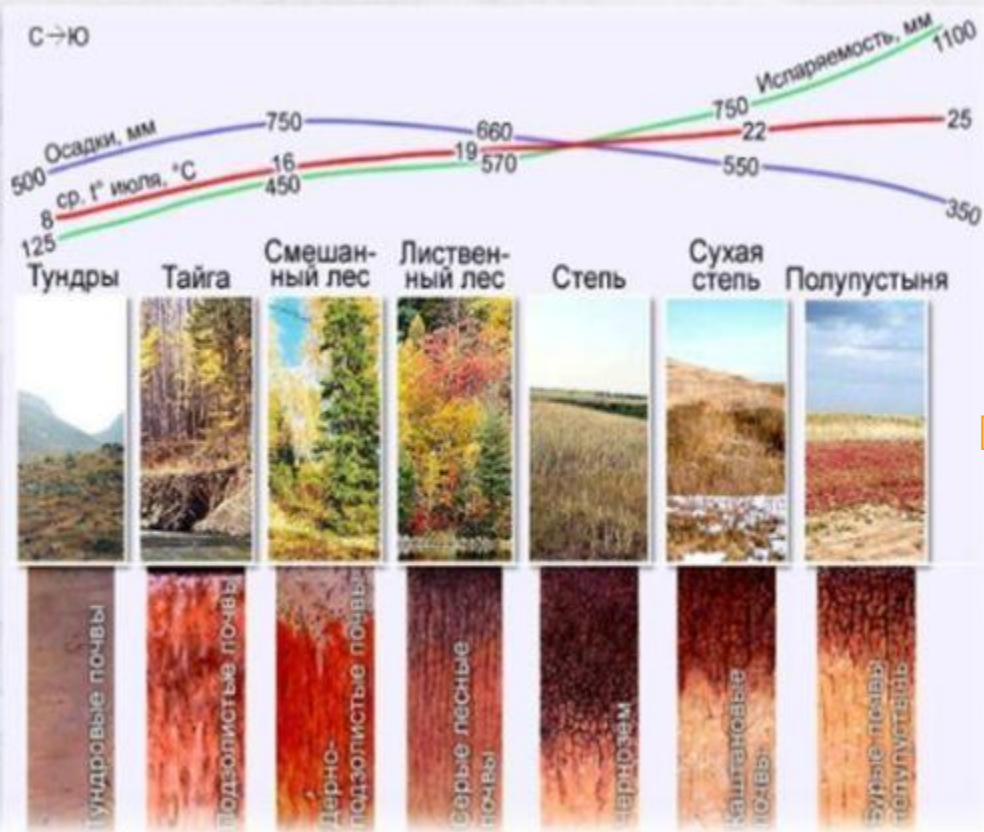 С→Ю
Осадки, мм
500
750
660
550
350
ср. t° июля, °С
8
16
19
22
25
Испаряемость, мм
125
450
570
750
1100
Тундры
Тайга
Смешан-
ный лес
Листвен-
ный лес
Степь
Сухая
степь
Полупустыня
Тундровые почвы
Подзолистые почвы
Дерно-
подзолистые почвы
Серые лесные
почвы
Чернозем
Каштановые
почвы
Бурые почвы
полупустынь